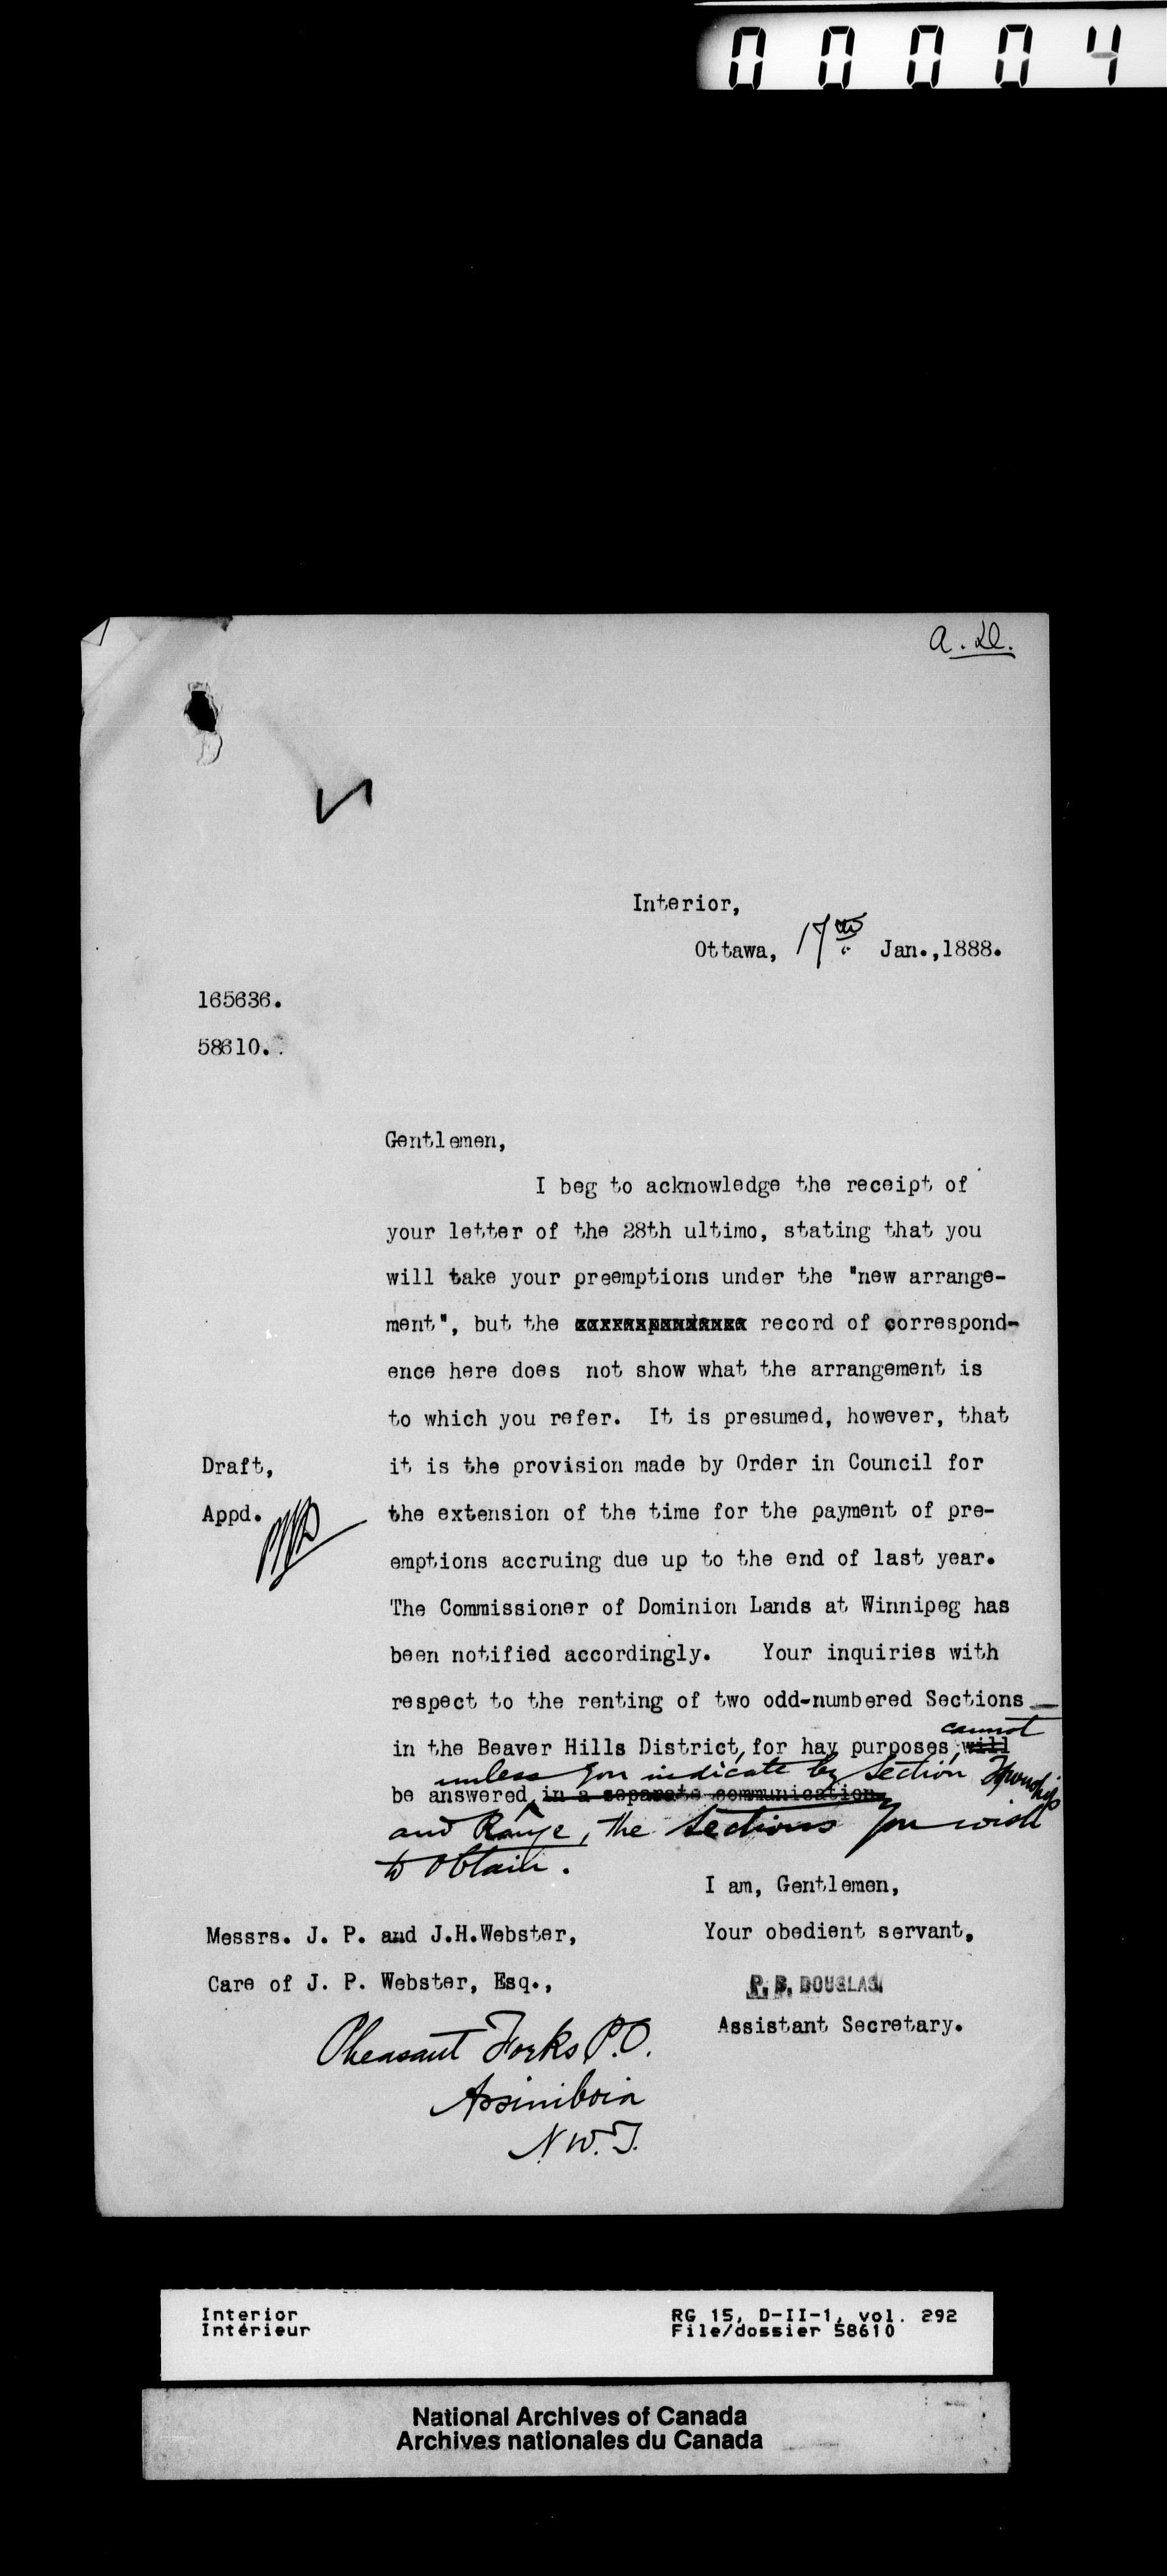 00004
A. D.
Interior,
Ottawa, 17th Jan.,1888.
165636.
58610.
Gentlemen,
I beg to acknowledge the receipt of
your letter of the 28th ultimo, stating that you
will take your preemptions under the "new arrange-
ment", but the record of correspond-
ence here does not show what the arrangement is
to which you refer. It is presumed, however, that
Draft, it is the provision made by Order in Council for
Appd. the extension of the time for the payment of pre-
emptions accruing due up to the end of last year.
The Commissioner of Dominion Lands at Winnipeg has
been notified accordingly. Your inquiries with
respect to the renting of two odd-numbered Sections
cannot
in the Beaver Hills District, for hay purposes, will
unless you indicate by Section Township
be answered in a separate communication
and Range, the Sections you wish
to obtain.
I am, Gentlemen,
Messrs. J. P. and J.H.Webster, Your obedient servant,
Care of J. P. Webster, Esq., P. B. DOUGLAS
Assistant Secretary.
Pheasant Forks P.O.
Assiniboia
N.W.T.
Interior RG 15, D-II-1, vol. 292
Intérieur File/dossier 58610
National Archives of Canada
Archives nationales du Canada